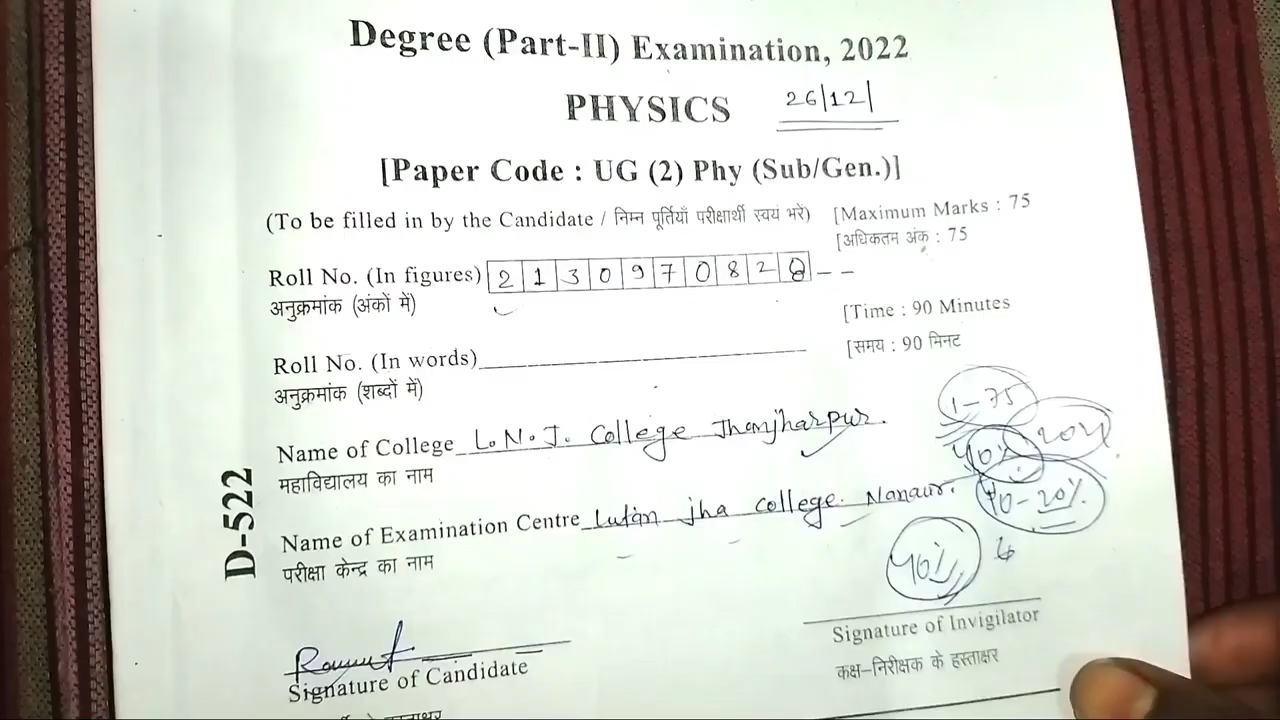 Degree (Part-II) Examination, 2022
PHYSICS 26/12/
[Paper Code : UG (2) Phy (Sub/Gen.)]
(To be filled in by the Candidate / निम्न पूर्तियाँ परीक्षार्थी स्वयं भरें) [Maximum Marks : 75
[अधिकतम अंक : 75
Roll No. (In figures) 2 1 3 0 9 7 0 8 2 0 - -
अनुक्रमांक (अंकों में)
[Time : 90 Minutes
Roll No. (In words)
[समय : 90 मिनट
अनुक्रमांक (शब्दों में)
1-75
Name of College L.N.J. College Jhanjharpur.
20%
40%
महाविद्यालय का नाम
Name of Examination Centre Lutan jha college. Nanaur.
40-20%.
परीक्षा केन्द्र का नाम
40%
D-522
Signature of Invigilator
Signature of Candidate
कक्ष-निरीक्षक के हस्ताक्षर